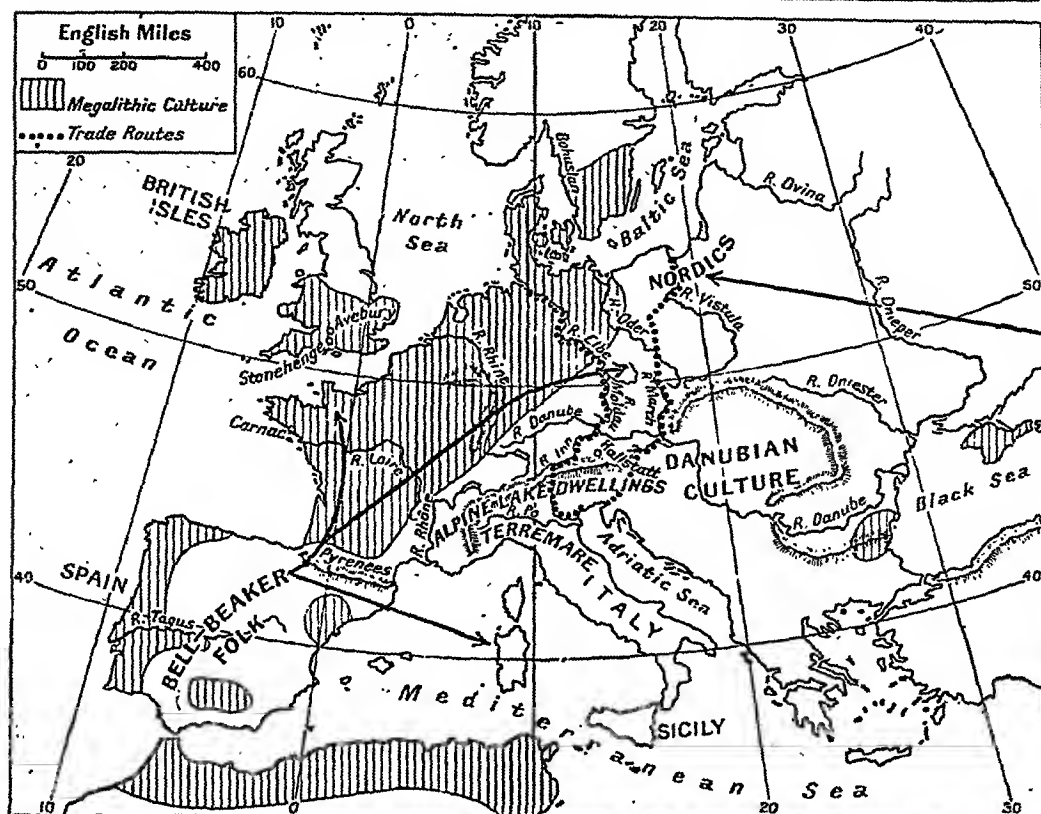 English Miles
0 100 200 400
Megalithic Culture
Trade Routes
20
10
0
10
20
30
40
60
50
40
10
0
20
30
50
40
BRITISH
ISLES
North
Sea
Bohuslan
Baltic Sea
R. Dvina
NORDICS
Atlantic
Ocean
Avebury
Stonehenge
Carnac
R. Rhine
R. Elbe
R. Oder
R. Vistula
R. Dnieper
R. Moldau
R. March
R. Dniester
R. Loire
R. Danube
R. Inn
Hallstatt
DANUBIAN
CULTURE
ALPINE LAKE DWELLINGS
R. Rhône
R. Po
TERREMARE
R. Danube
Black Sea
Pyrenees
SPAIN
R. Tagus
BELL-BEAKER
FOLK
ITALY
Adriatic Sea
SICILY
Mediterranean Sea